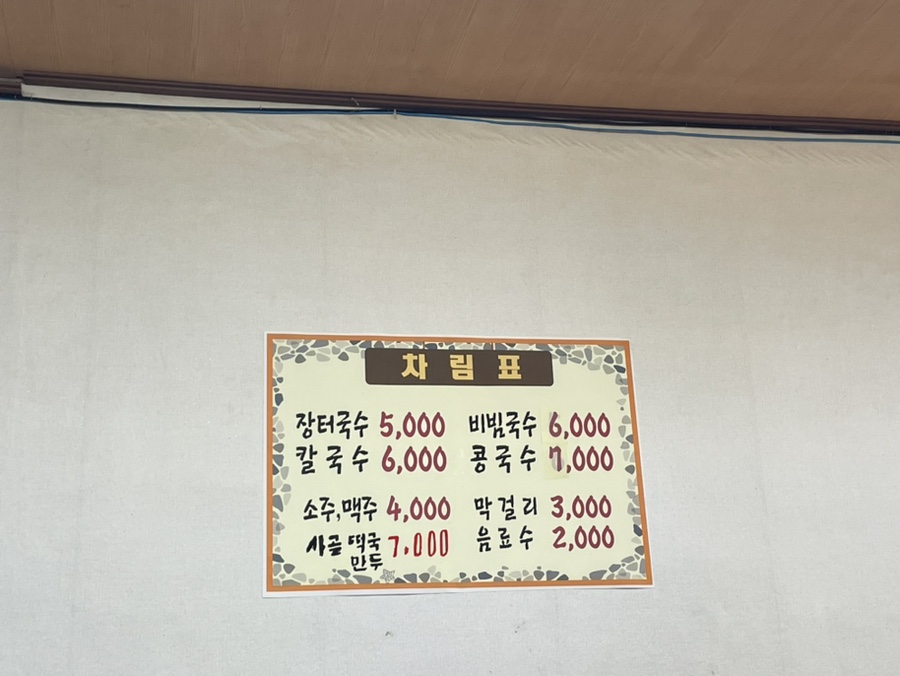 차림표
장터국수 5,000 비빔국수 6,000
칼국수 6,000 콩국수 7,000
소주,맥주 4,000 막걸리 3,000
사골 떡국 7,000 음료수 2,000
만두